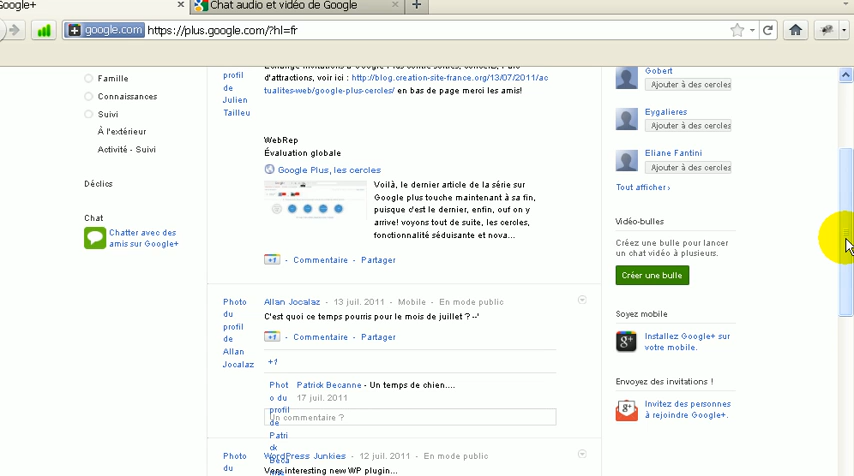 Google+
Chat audio et vidéo de Google
google.com https://plus.google.com/?hl=fr
Famille
Connaissances
Suivi
À l'extérieur
Activité - Suivi
Déclics
Chat
Chatter avec des
amis sur Google+
profil
de
Julien
Tailleu
d'attractions, voir ici : http://blog.creation-site-france.org/13/07/2011/ac
tualites-web/google-plus-cercles/ en bas de page merci les amis!
WebRep
Évaluation globale
Google Plus, les cercles
Voilà, le dernier article de la série sur
Google plus touche maintenant à sa fin,
puisque c'est le dernier, enfin, ouf on y
arrive! voyons tout de suite, les cercles,
fonctionnalité séduisante et nova...
+1 - Commentaire - Partager
Photo
du
profil
de
Allan
Jocalaz
Allan Jocalaz - 13 juil. 2011 - Mobile - En mode public
C'est quoi ce temps pourris pour le mois de juillet ? --'
+1 - Commentaire - Partager
+1
Phot
o du
profil
de
Patri
ck
Béca
Patrick Becanne - Un temps de chien....
17 juil. 2011
Un commentaire ?
Photo
du
WordPress Junkies - 12 juil. 2011 - En mode public
Very interesting new WP plugin...
Gobert
Ajouter à des cercles
Eygalieres
Ajouter à des cercles
Eliane Fantini
Ajouter à des cercles
Tout afficher ›
Vidéo-bulles
Créez une bulle pour lancer
un chat vidéo à plusieurs.
Créer une bulle
Soyez mobile
Installez Google+ sur
votre mobile.
Envoyez des invitations !
Invitez des personnes
à rejoindre Google+.